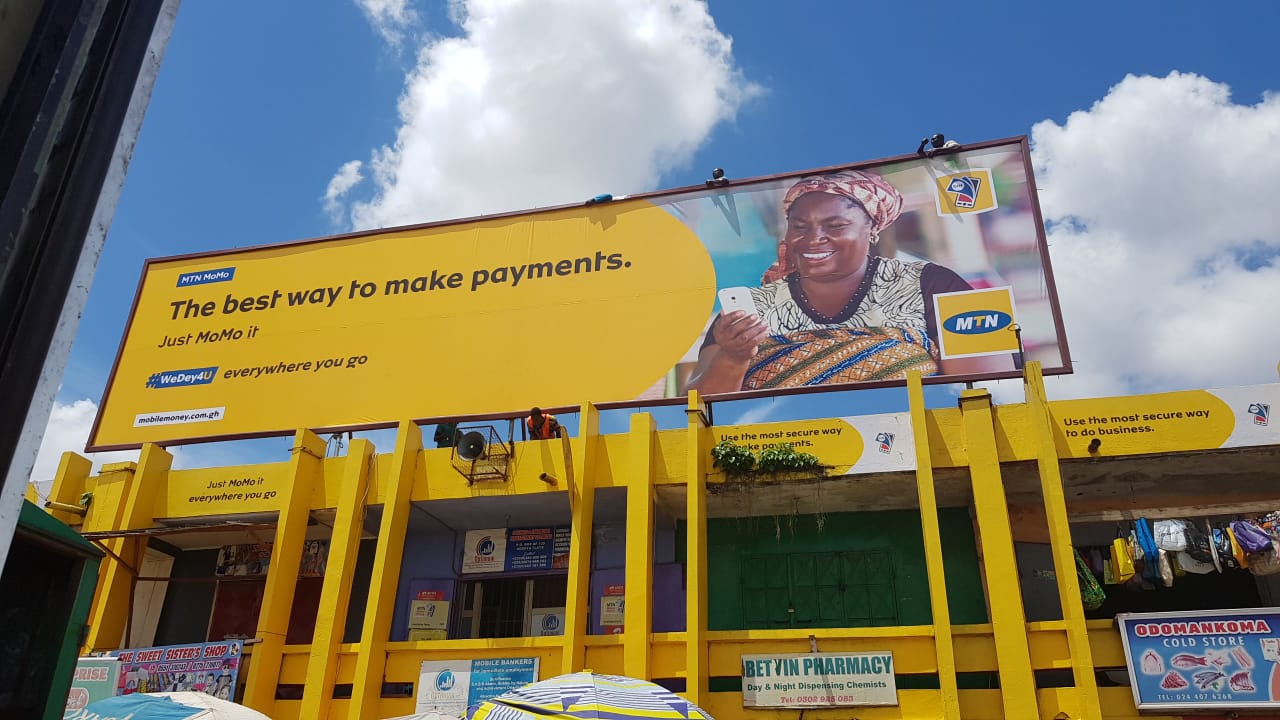 MTN MoMo
The best way to make payments.
Just MoMo it
#WeDey4U everywhere you go
mobilemoney.com.gh
MTN
Just MoMo it
everywhere you go
Use the most secure way
make payments.
Use the most secure way
to do business.
THE SWEET SISTER'S SHOP
MOBILE BANKERS
BETVIN PHARMACY
Day & Night Dispensing Chemists
ODOMANKOMA
COLD STORE
Tel: 024 407 6268